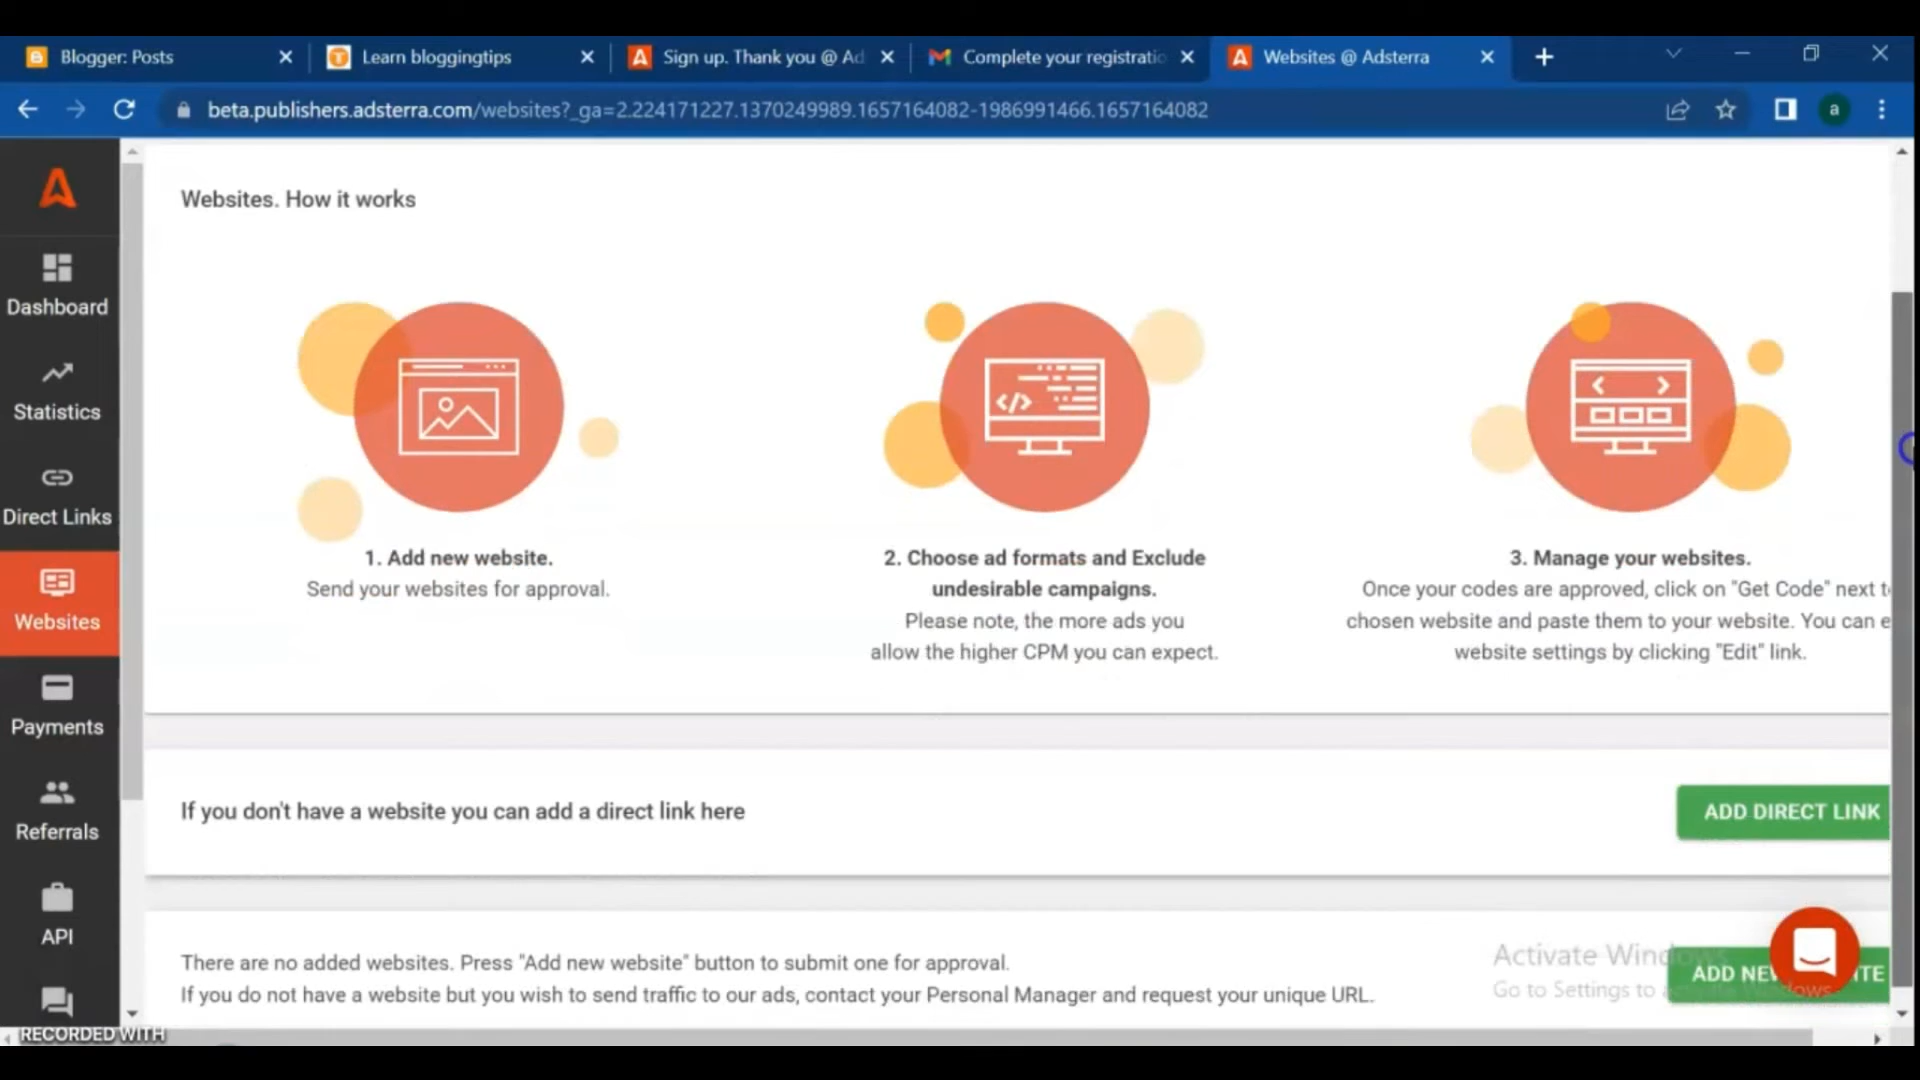 Blogger: Posts
Learn bloggingtips
Sign up. Thank you @ Ad
Complete your registratio
Websites @ Adsterra
beta.publishers.adsterra.com/websites?_ga=2.224171227.1370249989.1657164082-1986991466.1657164082
a
Dashboard
Statistics
Direct Links
Websites
Payments
Referrals
API
Websites. How it works
1. Add new website.
Send your websites for approval.
2. Choose ad formats and Exclude
undesirable campaigns.
Please note, the more ads you
allow the higher CPM you can expect.
3. Manage your websites.
Once your codes are approved, click on "Get Code" next t
chosen website and paste them to your website. You can e
website settings by clicking "Edit" link.
If you don't have a website you can add a direct link here
ADD DIRECT LINK
There are no added websites. Press "Add new website" button to submit one for approval.
If you do not have a website but you wish to send traffic to our ads, contact your Personal Manager and request your unique URL.
ADD NE
ITE
Activate Windows
Go to Settings to activate Windows.
RECORDED WITH